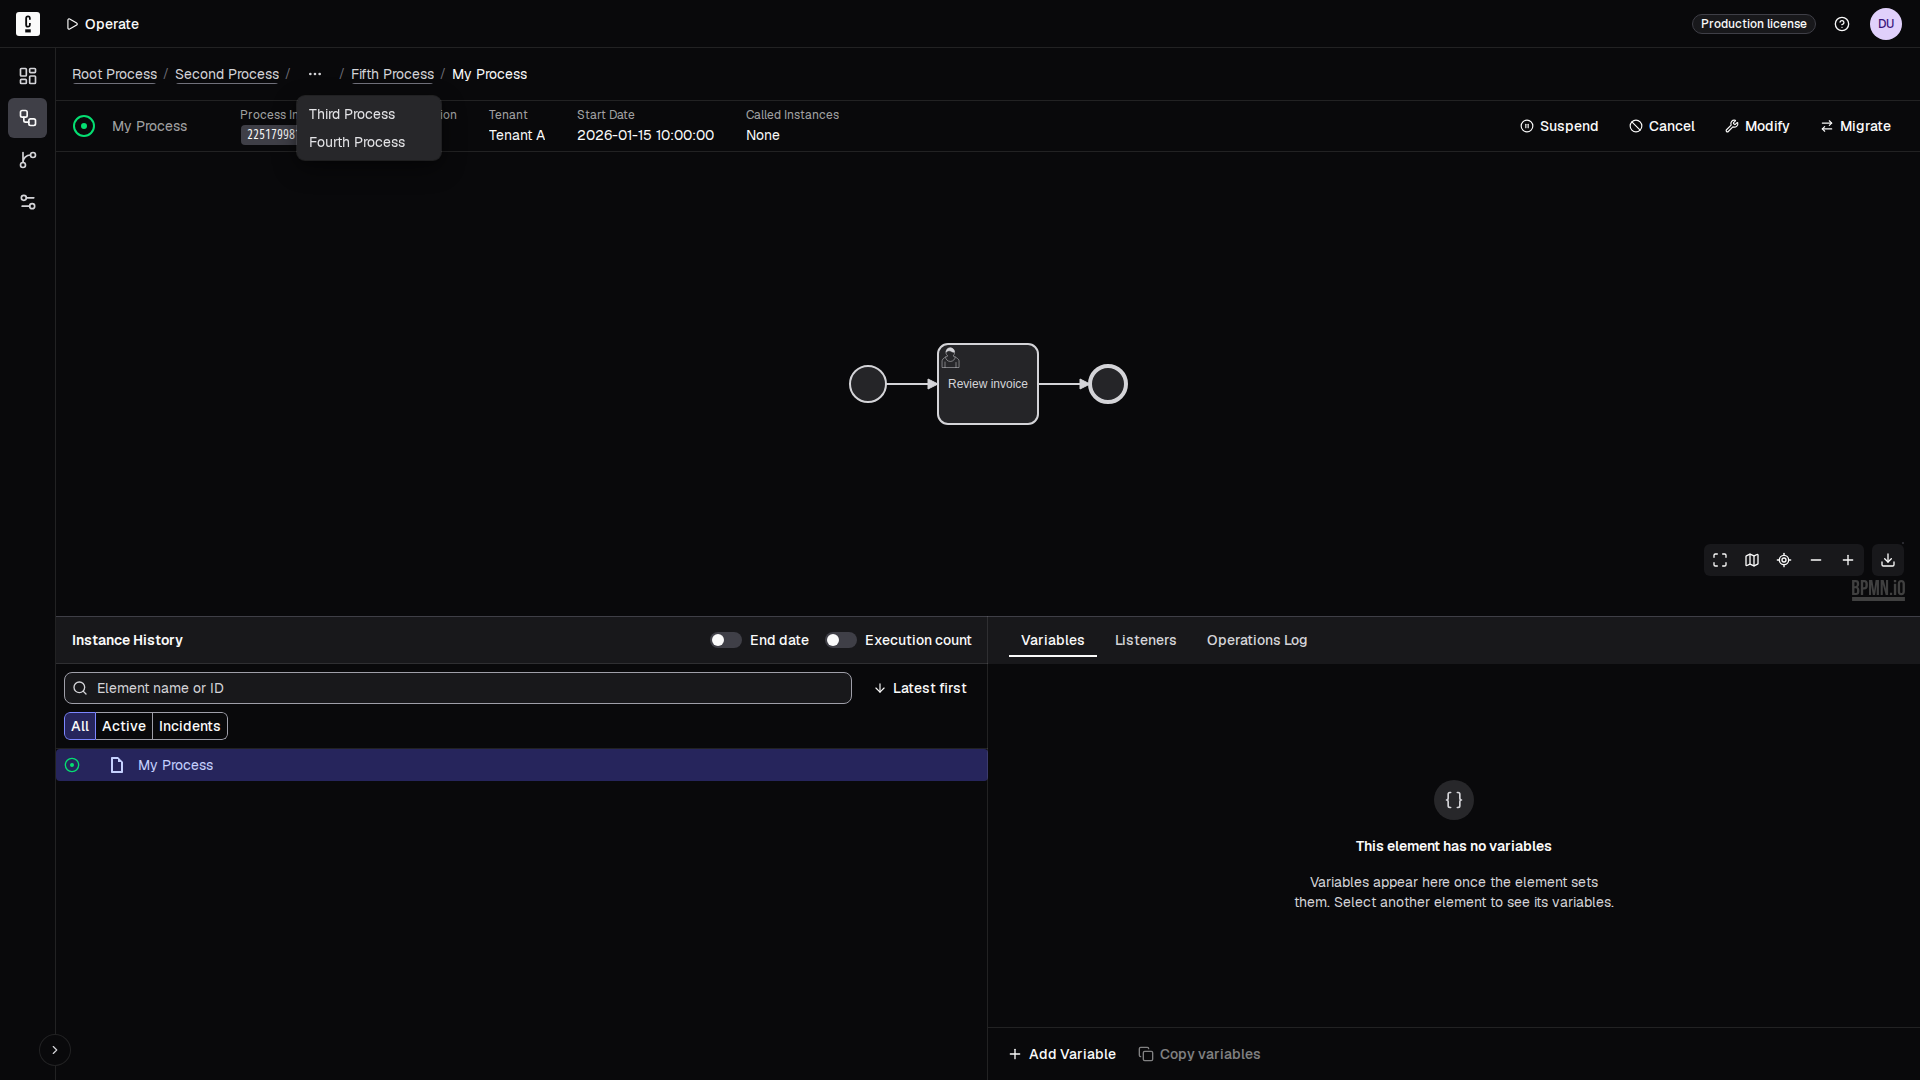 Operate
Production license
DU
Root Process / Second Process / ... / Fifth Process / My Process
Third Process
Fourth Process
My Process
Process In
Tenant
Start Date
Called Instances
Tenant A
2026-01-15 10:00:00
None
Suspend
Cancel
Modify
Migrate
Review invoice
BPMN.iO
Instance History
End date
Execution count
Variables
Listeners
Operations Log
Element name or ID
Latest first
All
Active
Incidents
My Process
{ }
This element has no variables
Variables appear here once the element sets
them. Select another element to see its variables.
Add Variable
Copy variables